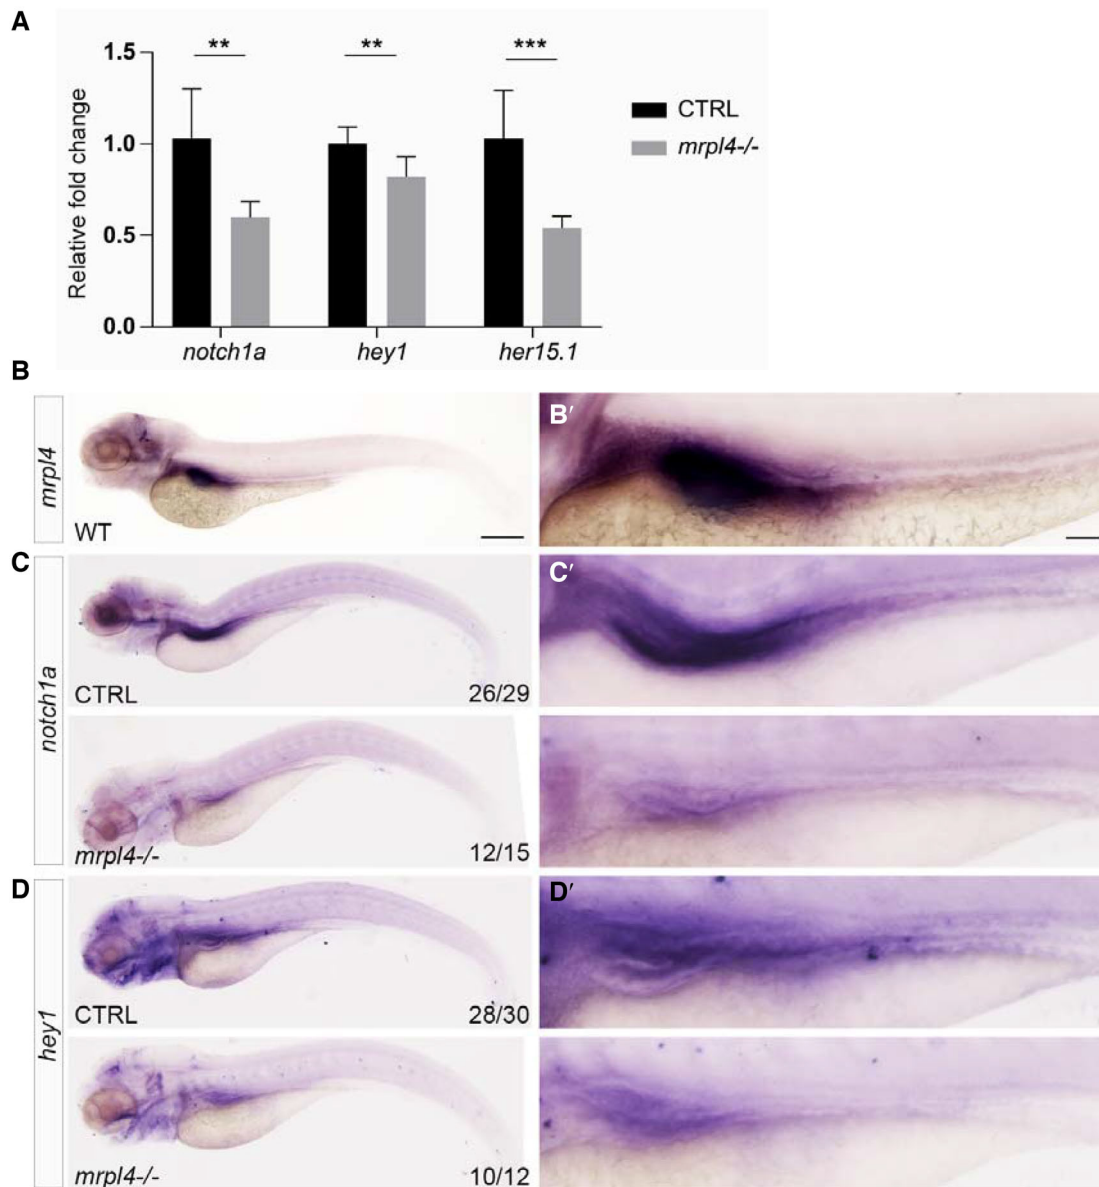 A
1.5
1.0
0.5
0.0
Relative fold change
**
**
***
CTRL
mrpl4-/-
notch1a
hey1
her15.1
B
mrpl4
WT
B′
C
notch1a
CTRL
26/29
C′
mrpl4-/-
12/15
D
hey1
CTRL
28/30
D′
mrpl4-/-
10/12